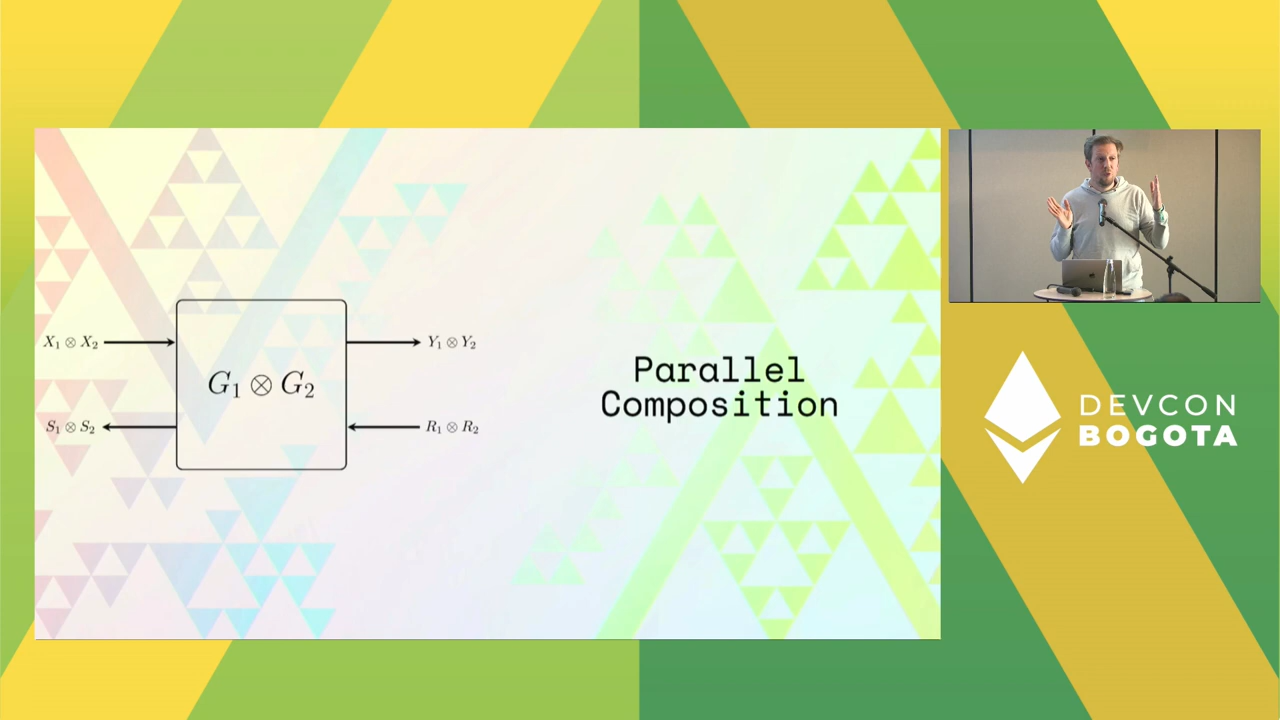 X₁ ⊗ X₂
Y₁ ⊗ Y₂
G₁ ⊗ G₂
S₁ ⊗ S₂
R₁ ⊗ R₂
Parallel
Composition
DEVCON
BOGOTA